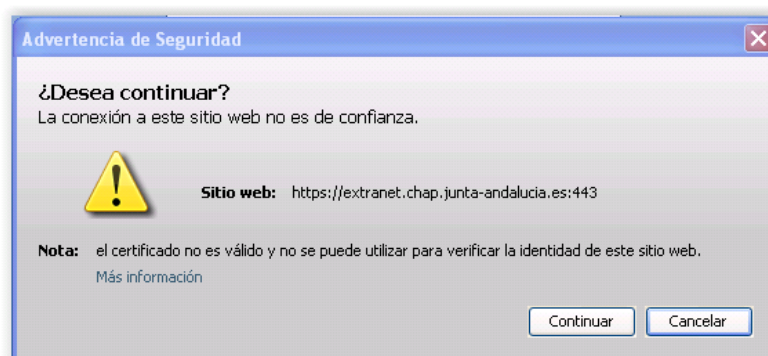 Advertencia de Seguridad
¿Desea continuar?
La conexión a este sitio web no es de confianza.
Sitio web: https://extranet.chap.junta-andalucia.es:443
Nota: el certificado no es válido y no se puede utilizar para verificar la identidad de este sitio web.
Más información
Continuar Cancelar